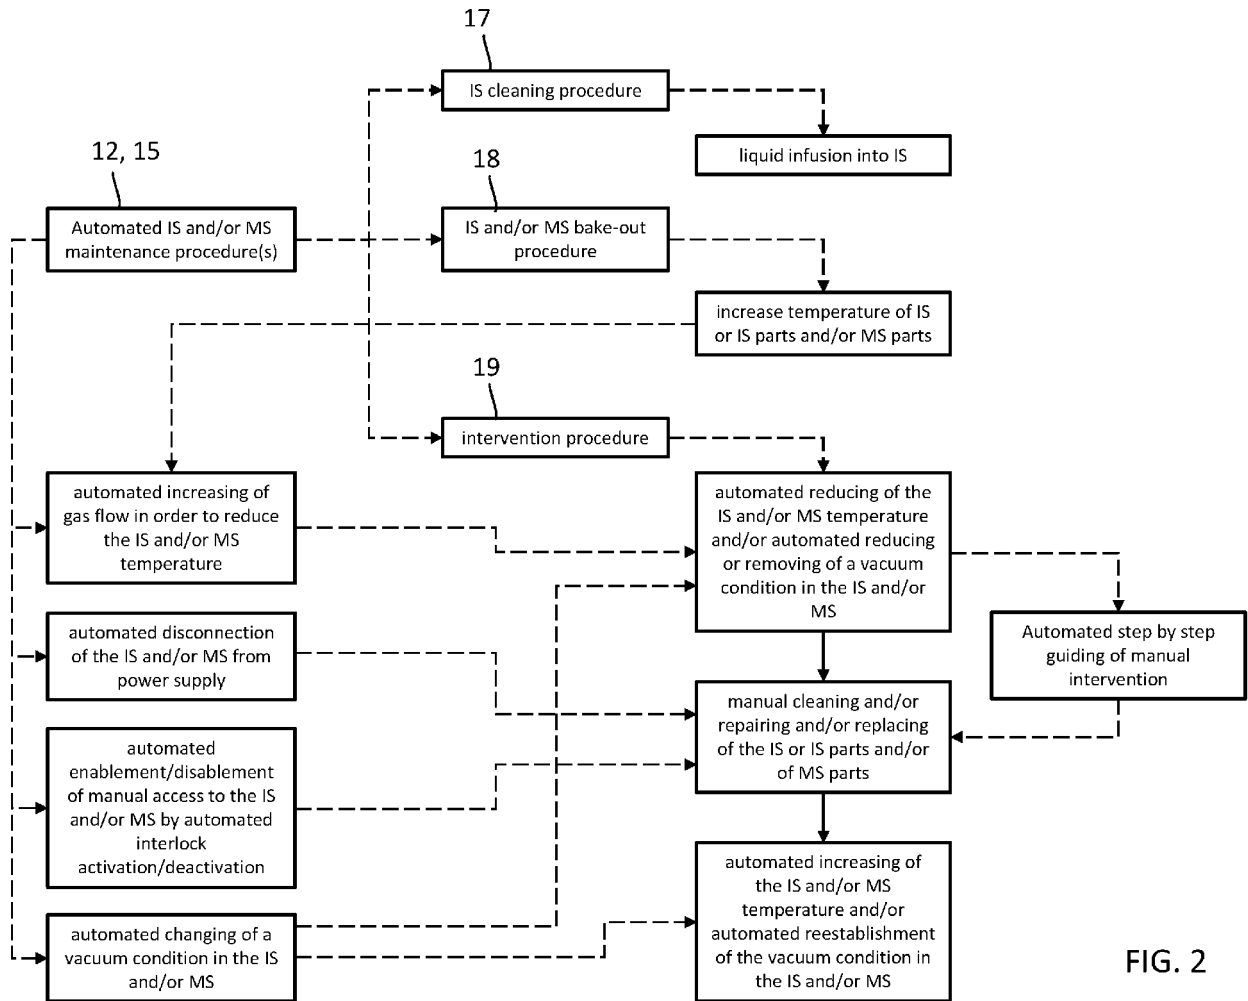 17
IS cleaning procedure
liquid infusion into IS
12, 15
Automated IS and/or MS
maintenance procedure(s)
18
IS and/or MS bake-out
procedure
increase temperature of IS
or IS parts and/or MS parts
19
intervention procedure
automated increasing of
gas flow in order to reduce
the IS and/or MS
temperature
automated reducing of the
IS and/or MS temperature
and/or automated reducing
or removing of a vacuum
condition in the IS and/or
MS
automated disconnection
of the IS and/or MS from
power supply
Automated step by step
guiding of manual
intervention
manual cleaning and/or
repairing and/or replacing
of the IS or IS parts and/or
of MS parts
automated
enablement/disablement
of manual access to the IS
and/or MS by automated
interlock
activation/deactivation
automated increasing of
the IS and/or MS
temperature and/or
automated reestablishment
of the vacuum condition in
the IS and/or MS
automated changing of a
vacuum condition in the IS
and/or MS
FIG. 2